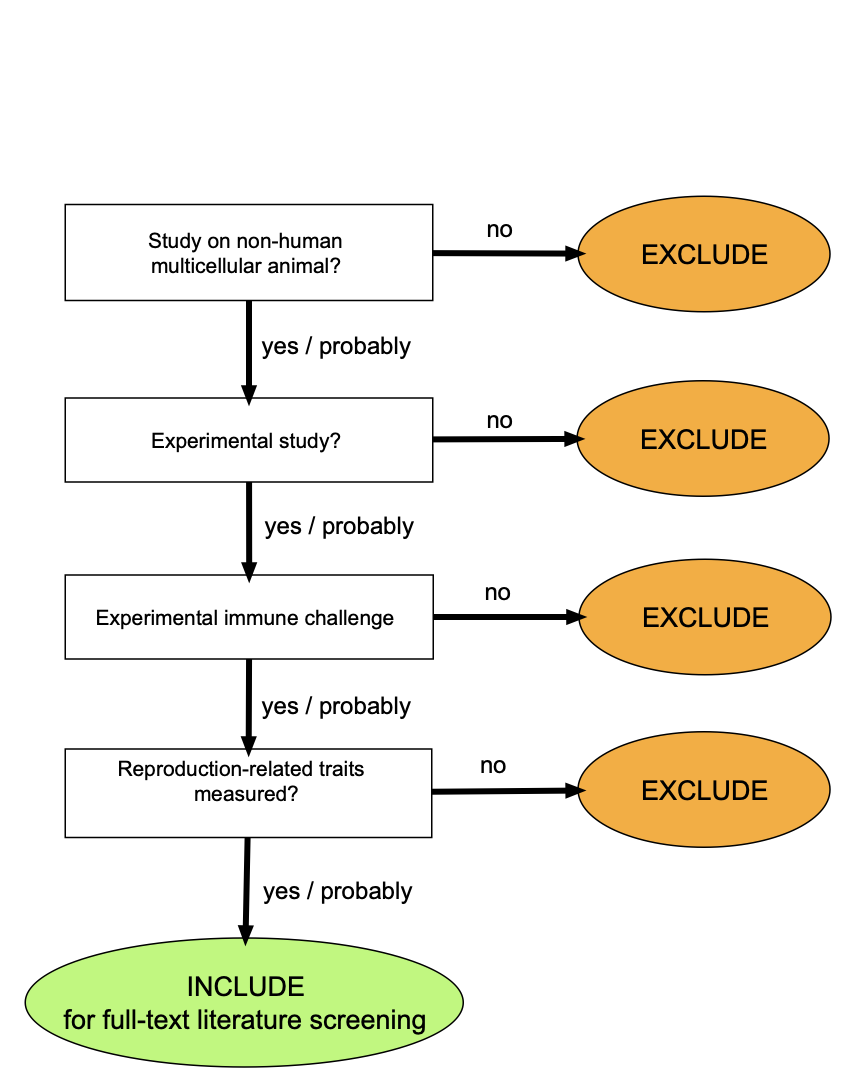 Study on non-human
multicellular animal?
no
EXCLUDE
yes / probably
Experimental study?
no
EXCLUDE
yes / probably
Experimental immune challenge
no
EXCLUDE
yes / probably
Reproduction-related traits
measured?
no
EXCLUDE
yes / probably
INCLUDE
for full-text literature screening